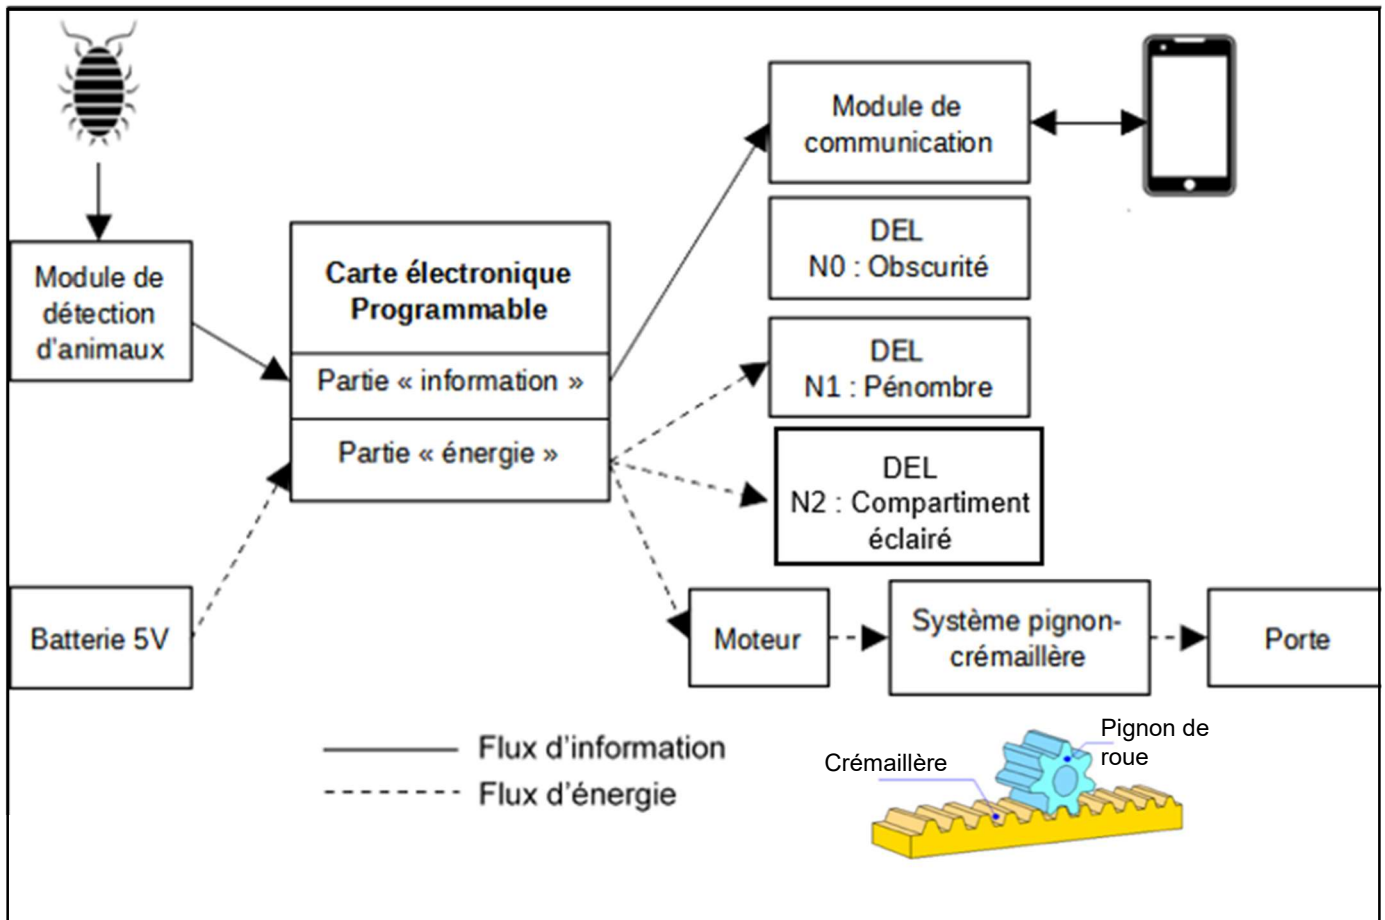 Module de
communication
DEL
N0 : Obscurité
Module de
détection
d'animaux
Carte électronique
Programmable
Partie « information »
Partie « énergie »
DEL
N1 : Pénombre
DEL
N2 : Compartiment
éclairé
Batterie 5V
Moteur
Système pignon-
crémaillère
Porte
Flux d'information
Flux d'énergie
Crémaillère
Pignon de
roue